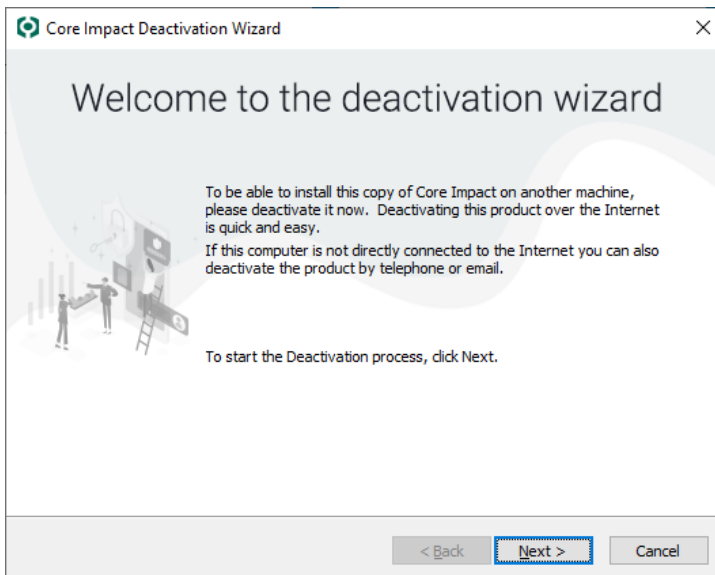 Core Impact Deactivation Wizard
Welcome to the deactivation wizard
To be able to install this copy of Core Impact on another machine,
please deactivate it now.  Deactivating this product over the Internet
is quick and easy.
If this computer is not directly connected to the Internet you can also
deactivate the product by telephone or email.
To start the Deactivation process, click Next.
< Back
Next >
Cancel